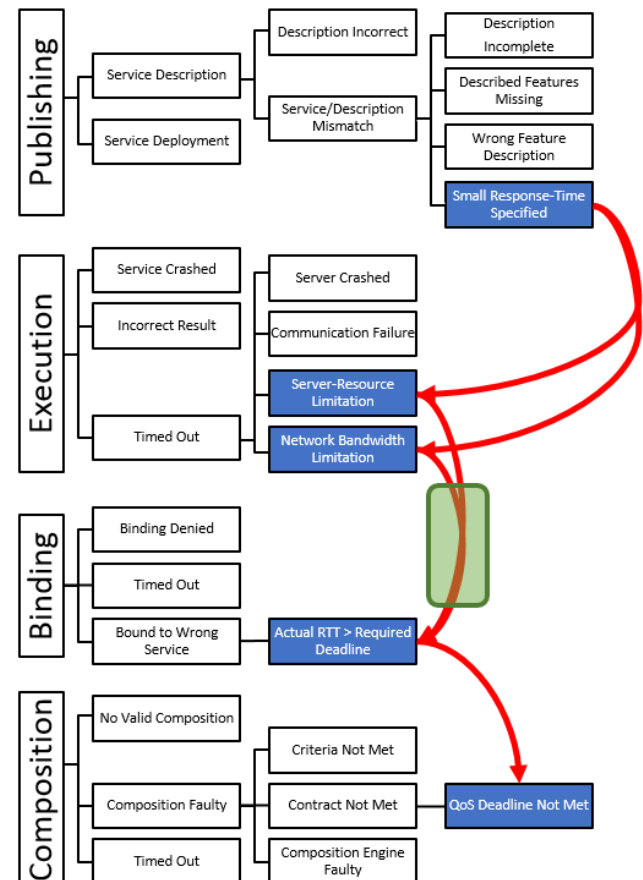 Publishing
Service Description
Service Deployment
Description Incorrect
Service/Description
Mismatch
Description
Incomplete
Described Features
Missing
Wrong Feature
Description
Small Response-Time
Specified
Execution
Service Crashed
Incorrect Result
Timed Out
Server Crashed
Communication Failure
Server-Resource
Limitation
Network Bandwidth
Limitation
Binding
Binding Denied
Timed Out
Bound to Wrong
Service
Actual RTT > Required
Deadline
Composition
No Valid Composition
Composition Faulty
Timed Out
Criteria Not Met
Contract Not Met
Composition Engine
Faulty
QoS Deadline Not Met